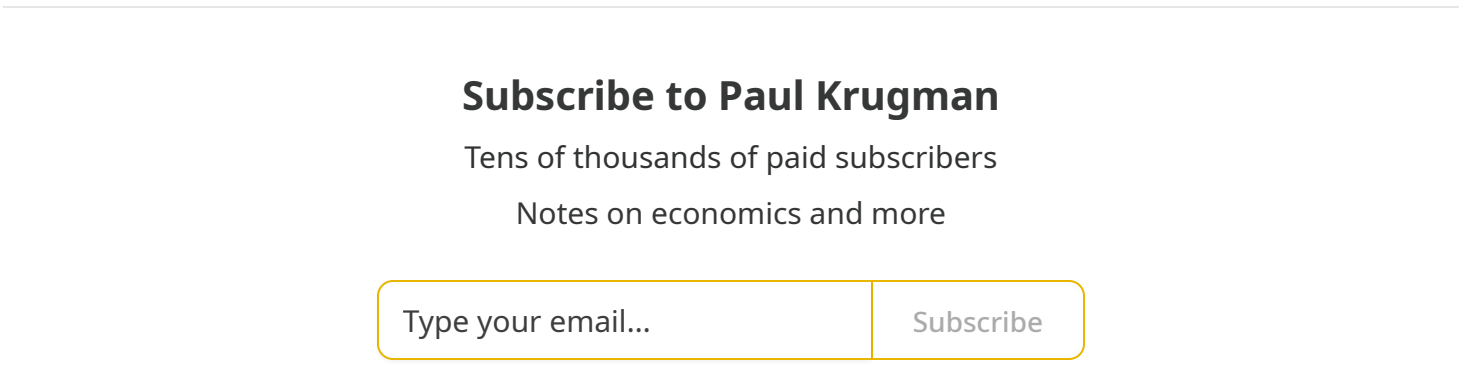 Subscribe to Paul Krugman
Tens of thousands of paid subscribers
Notes on economics and more
Type your email...
Subscribe